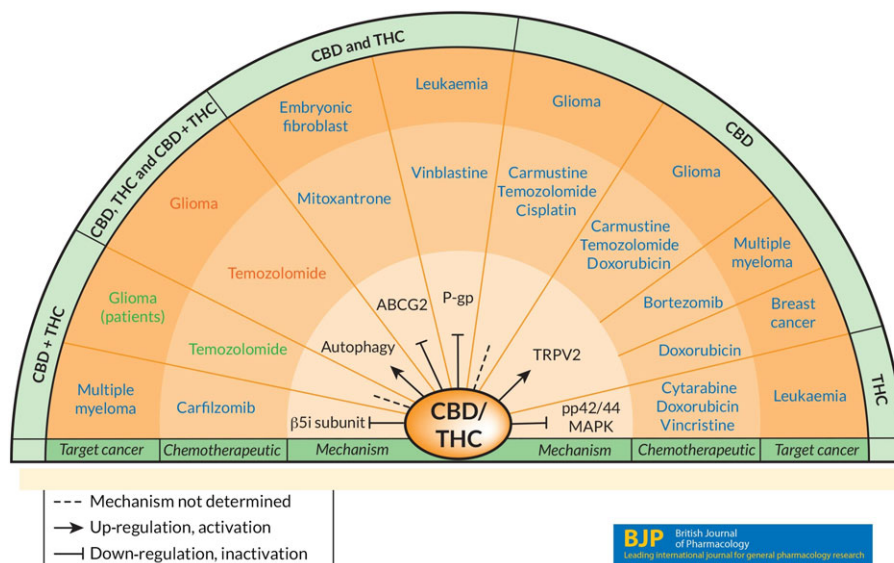 CBD and THC
CBD
CBD, THC and CBD + THC
CBD + THC
THC
Embryonic
fibroblast
Leukaemia
Glioma
Glioma
Glioma
Glioma
(patients)
Multiple
myeloma
Multiple
myeloma
Breast
cancer
Leukaemia
Mitoxantrone
Vinblastine
Carmustine
Temozolomide
Cisplatin
Carmustine
Temozolomide
Doxorubicin
Temozolomide
Temozolomide
Carfilzomib
Bortezomib
Doxorubicin
Cytarabine
Doxorubicin
Vincristine
ABCG2
P-gp
Autophagy
TRPV2
β5i subunit
pp42/44
MAPK
CBD/
THC
Target cancer
Chemotherapeutic
Mechanism
Mechanism
Chemotherapeutic
Target cancer
Mechanism not determined
Up-regulation, activation
Down-regulation, inactivation
BJP
British Journal
of Pharmacology
Leading international journal for general pharmacology research